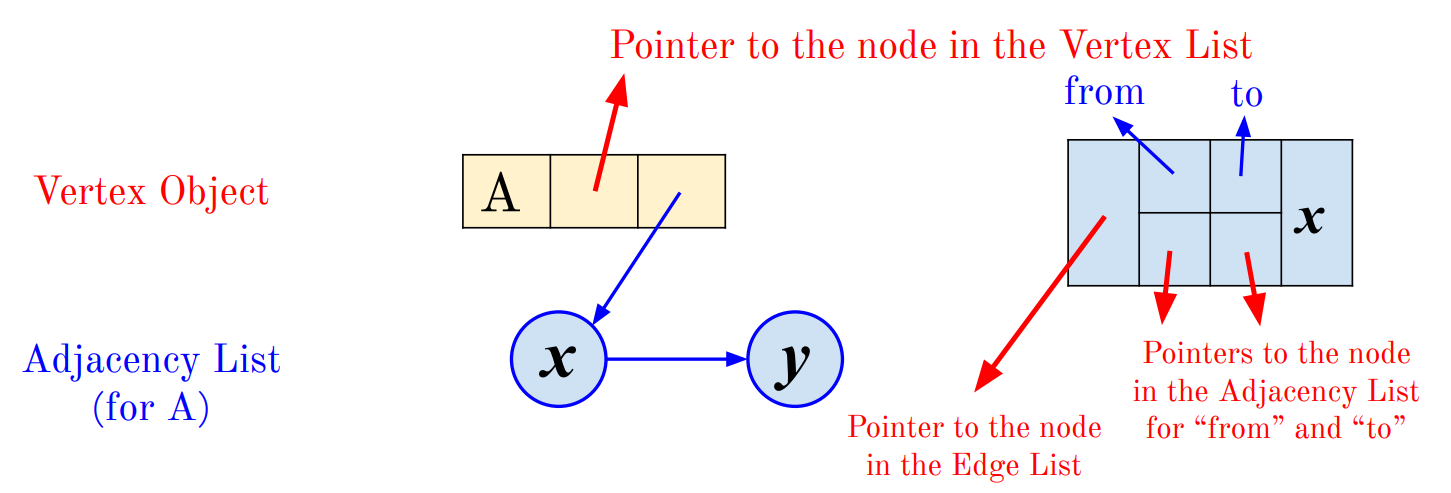 Pointer to the node in the Vertex List
from
to
Vertex Object
A
x
Adjacency List
(for A)
x
y
Pointer to the node
in the Edge List
Pointers to the node
in the Adjacency List
for “from” and “to”